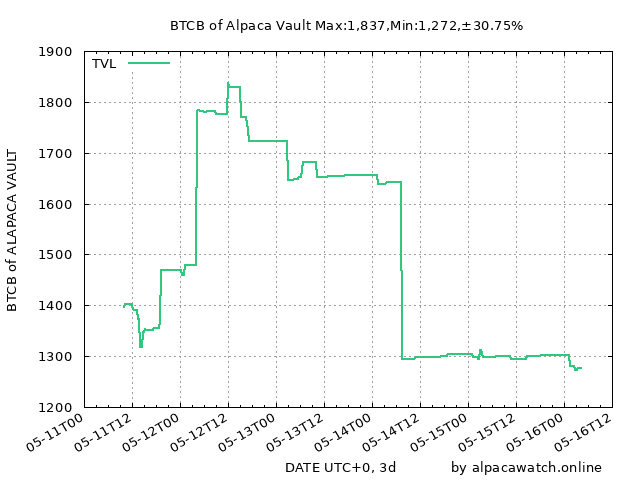 BTCB of Alpaca Vault Max:1,837,Min:1,272,±30.75%
TVL
1900
1800
1700
1600
1500
1400
1300
1200
BTCB of ALAPACA VAULT
05-11T00
05-11T12
05-12T00
05-12T12
05-13T00
05-13T12
05-14T00
05-14T12
05-15T00
05-15T12
05-16T00
05-16T12
DATE UTC+0, 3d
by alpacawatch.online